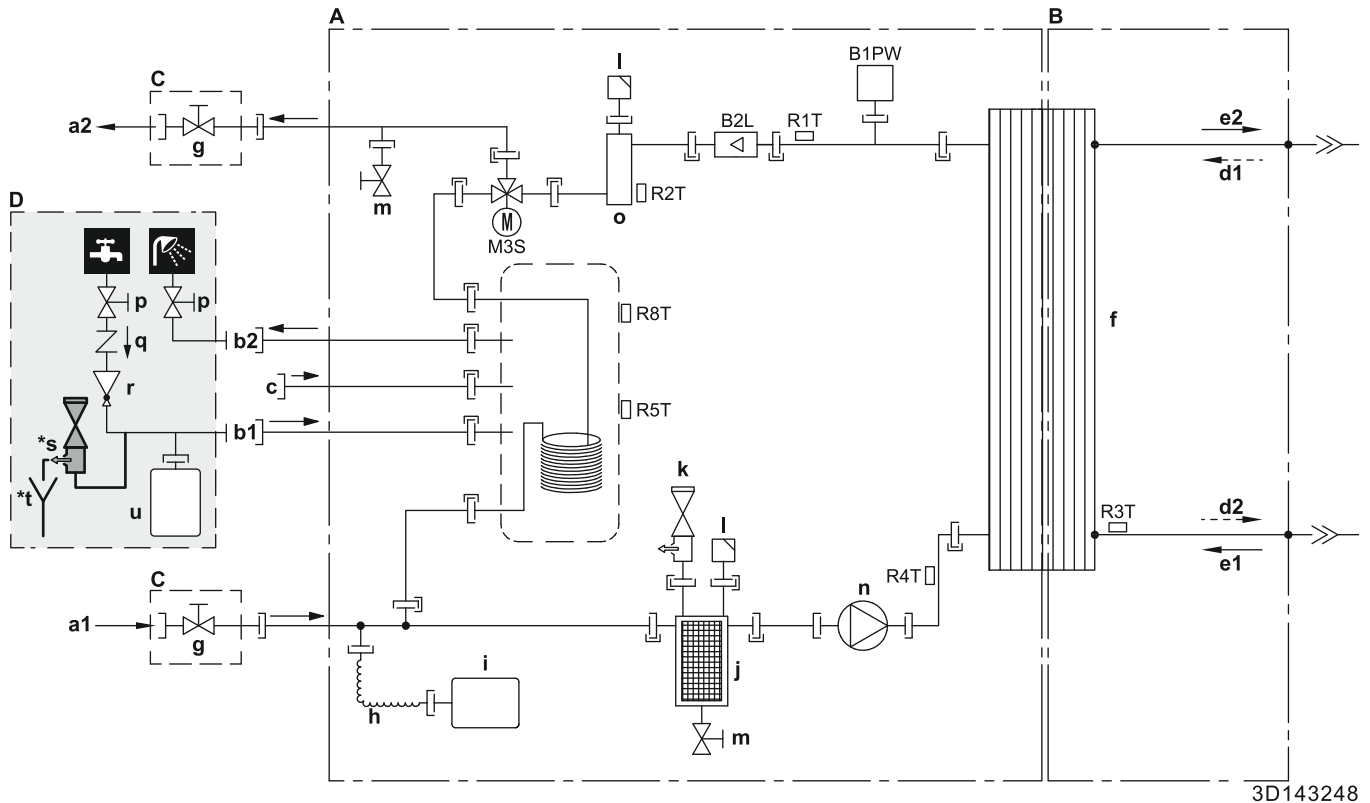 A
B
l
B1PW
C
a2
g
B2L
R1T
e2
d1
m
D
M
M3S
o
R2T
p
p
q
b2
R8T
f
r
c
R5T
*s
b1
*t
u
k
l
R3T
d2
e1
C
R4T
n
a1
g
i
j
h
m
3D143248